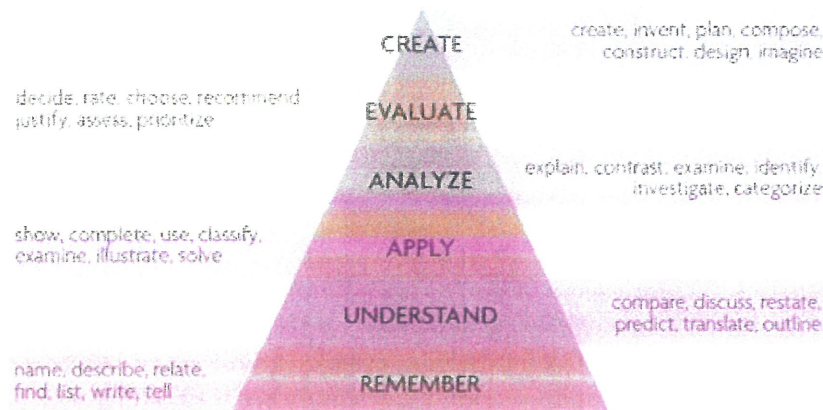 CREATE
create, invent, plan, compose,
construct, design, imagine
decide, rate, choose, recommend
justify, assess, prioritize
EVALUATE
ANALYZE
explain, contrast, examine, identify
investigate, categorize
show, complete, use, classify,
examine, illustrate, solve
APPLY
UNDERSTAND
compare, discuss, restate,
predict, translate, outline
name, describe, relate,
find, list, write, tell
REMEMBER